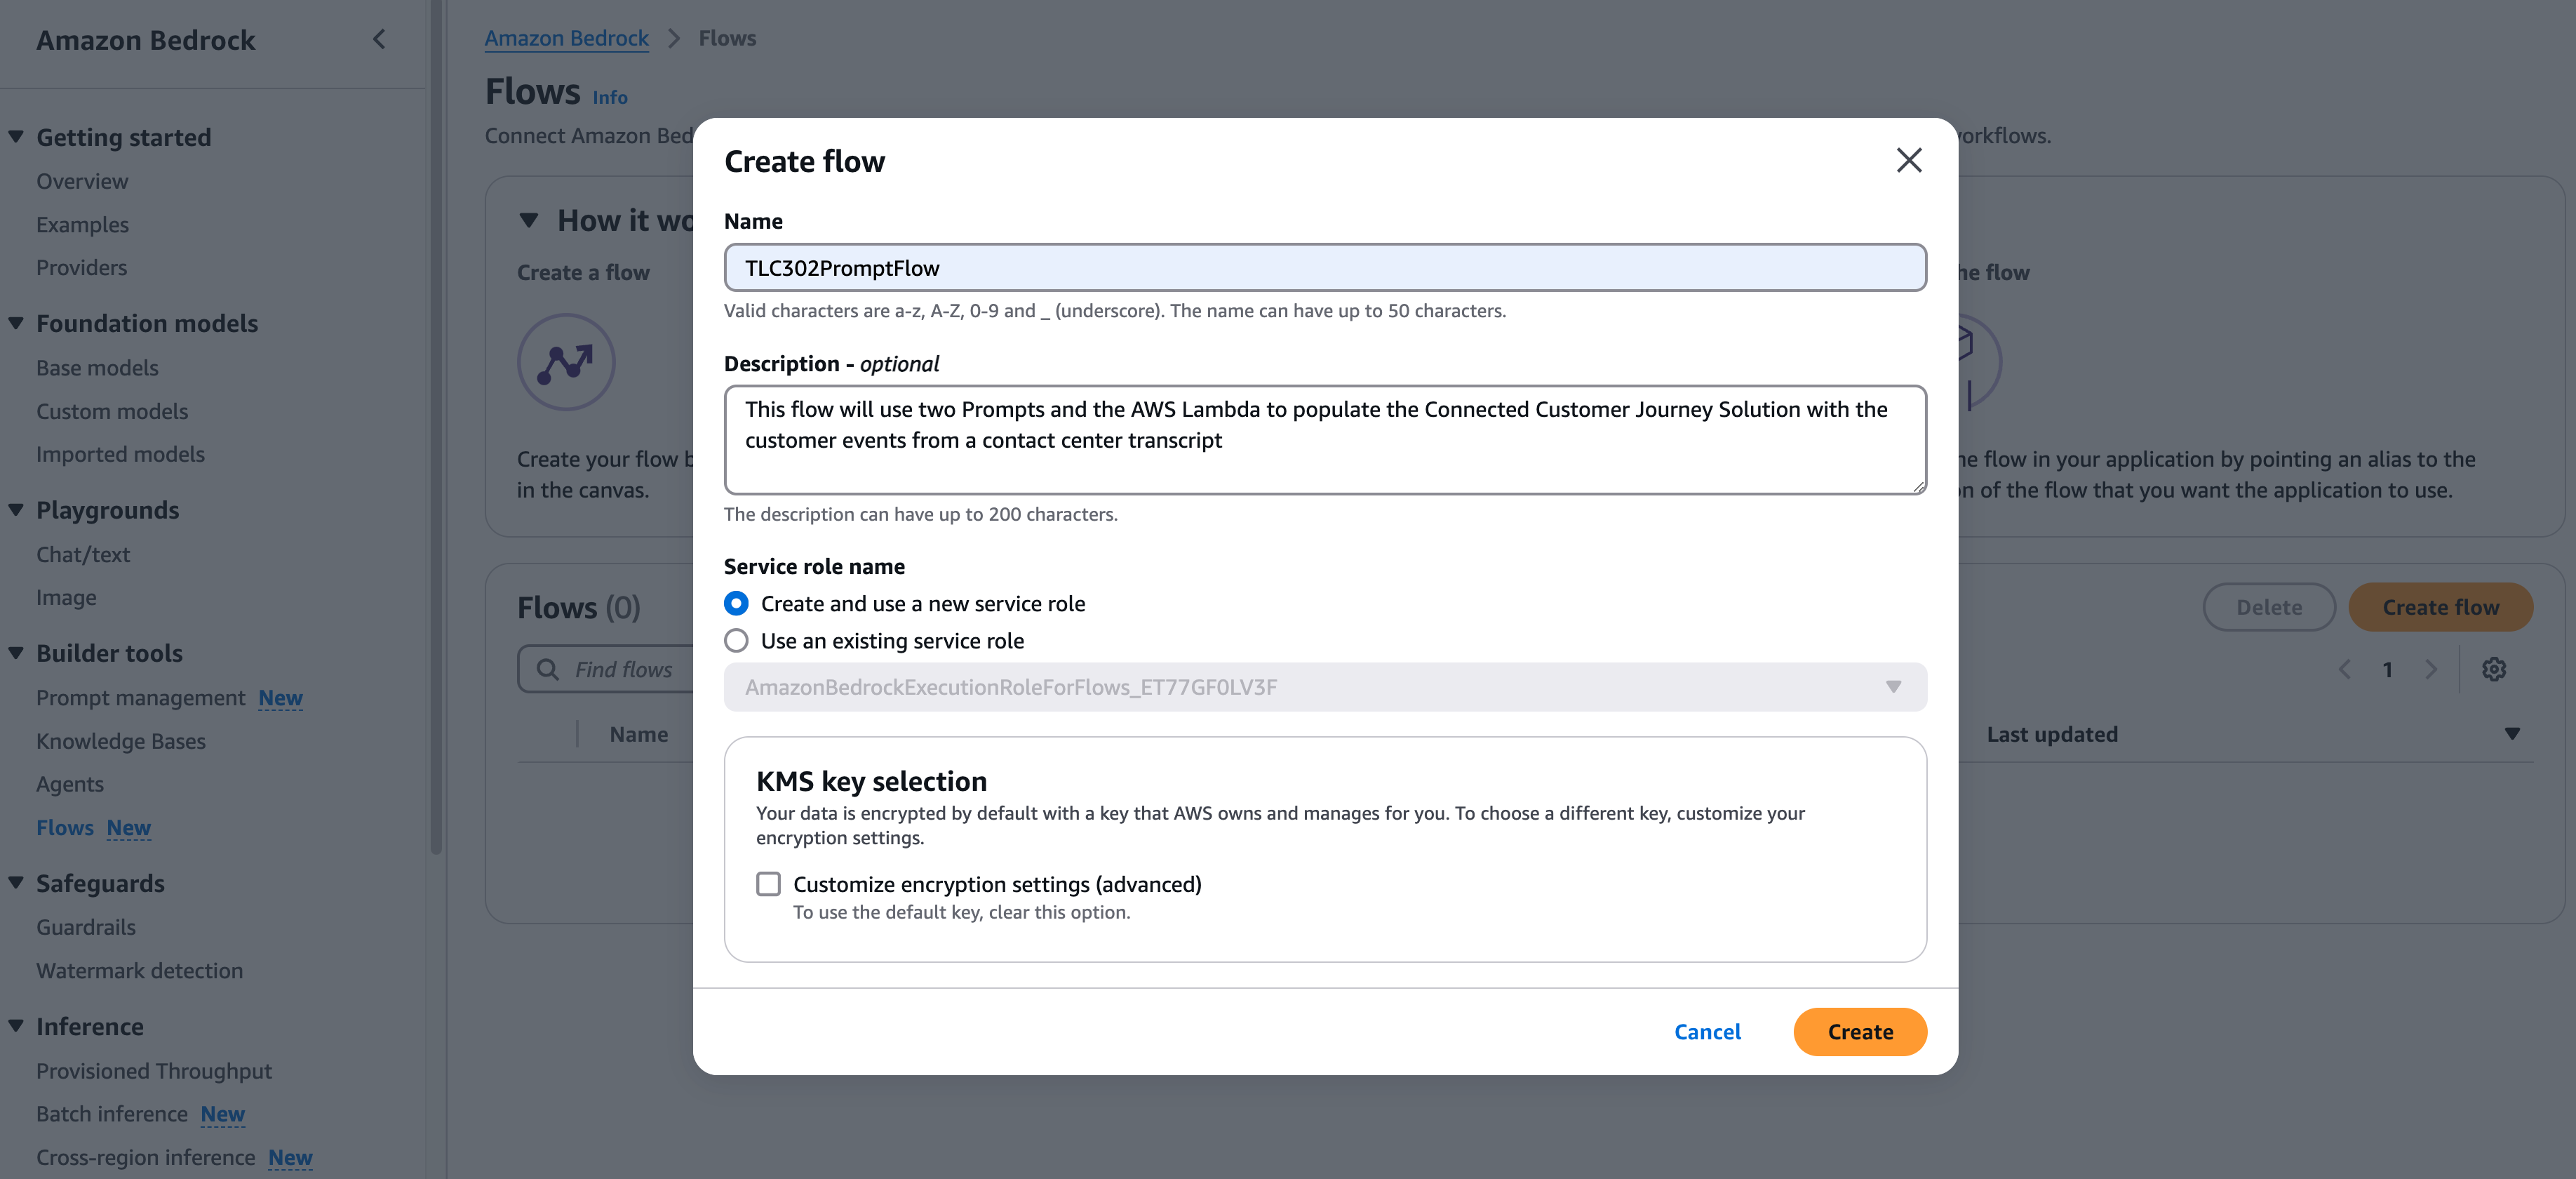 Amazon Bedrock
Getting started
Overview
Examples
Providers
Foundation models
Base models
Custom models
Imported models
Playgrounds
Chat/text
Image
Builder tools
Prompt management New
Knowledge Bases
Agents
Flows New
Safeguards
Guardrails
Watermark detection
Inference
Provisioned Throughput
Batch inference New
Cross-region inference New
Amazon Bedrock > Flows
Flows Info
Connect Amazon Bed
orkflows.
How it wo
Create a flow
he flow
Create your flow b
in the canvas.
he flow in your application by pointing an alias to the
n of the flow that you want the application to use.
Flows (0)
Delete
Create flow
Find flows
1
Name
Last updated
Create flow
Name
TLC302PromptFlow
Valid characters are a-z, A-Z, 0-9 and _ (underscore). The name can have up to 50 characters.
Description - optional
This flow will use two Prompts and the AWS Lambda to populate the Connected Customer Journey Solution with the
customer events from a contact center transcript
The description can have up to 200 characters.
Service role name
Create and use a new service role
Use an existing service role
AmazonBedrockExecutionRoleForFlows_ET77GF0LV3F
KMS key selection
Your data is encrypted by default with a key that AWS owns and manages for you. To choose a different key, customize your
encryption settings.
Customize encryption settings (advanced)
To use the default key, clear this option.
Cancel
Create